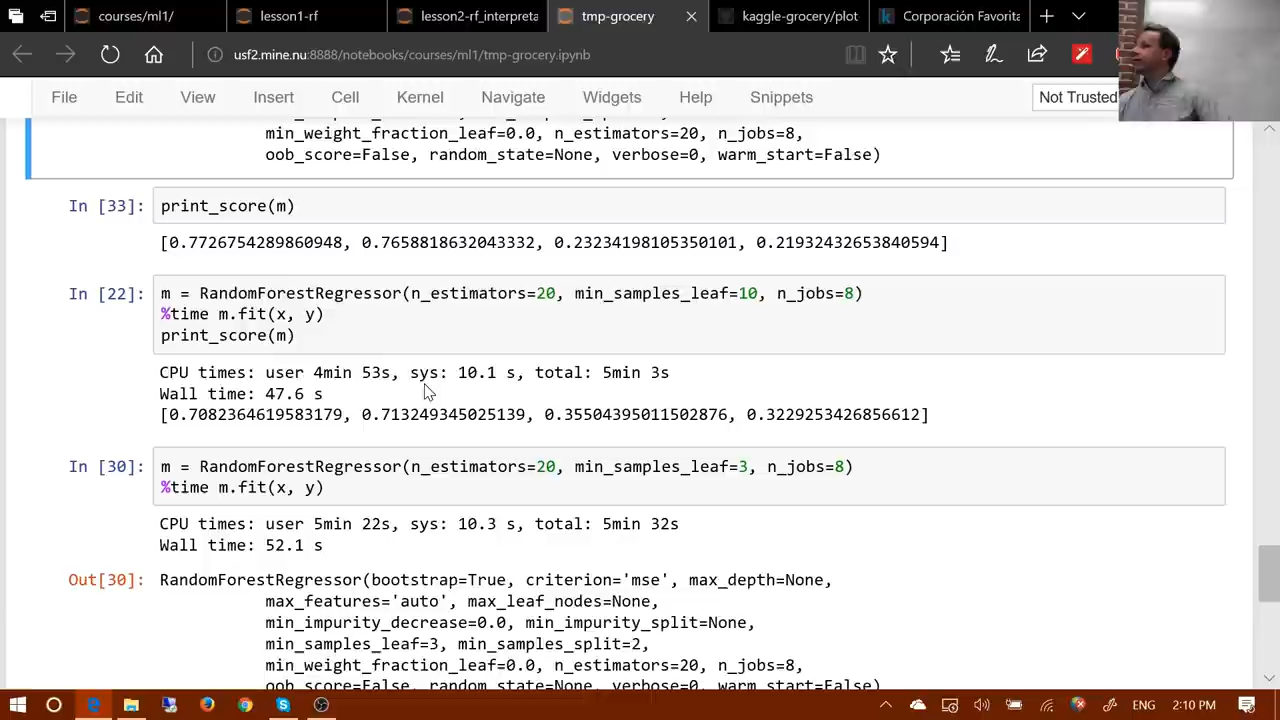 courses/ml1/
lesson1-rf
lesson2-rf_interpreta
tmp-grocery
kaggle-grocery/plot
Corporación Favorita
usf2.mine.nu:8888/notebooks/courses/ml1/tmp-grocery.ipynb
File Edit View Insert Cell Kernel Navigate Widgets Help Snippets Not Trusted
min_weight_fraction_leaf=0.0, n_estimators=20, n_jobs=8,
oob_score=False, random_state=None, verbose=0, warm_start=False)
In [33]: print_score(m)
[0.7726754289860948, 0.7658818632043332, 0.23234198105350101, 0.21932432653840594]
In [22]: m = RandomForestRegressor(n_estimators=20, min_samples_leaf=10, n_jobs=8)
%time m.fit(x, y)
print_score(m)
CPU times: user 4min 53s, sys: 10.1 s, total: 5min 3s
Wall time: 47.6 s
[0.7082364619583179, 0.713249345025139, 0.35504395011502876, 0.3229253426856612]
In [30]: m = RandomForestRegressor(n_estimators=20, min_samples_leaf=3, n_jobs=8)
%time m.fit(x, y)
CPU times: user 5min 22s, sys: 10.3 s, total: 5min 32s
Wall time: 52.1 s
Out[30]: RandomForestRegressor(bootstrap=True, criterion='mse', max_depth=None,
max_features='auto', max_leaf_nodes=None,
min_impurity_decrease=0.0, min_impurity_split=None,
min_samples_leaf=3, min_samples_split=2,
min_weight_fraction_leaf=0.0, n_estimators=20, n_jobs=8,
oob_score=False, random_state=None, verbose=0, warm_start=False)
ENG 2:10 PM